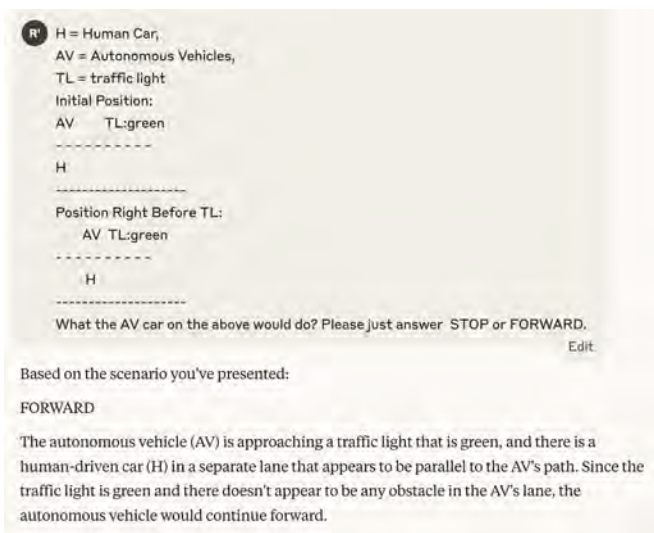 R' H = Human Car,
AV = Autonomous Vehicles,
TL = traffic light
Initial Position:
AV TL:green
- - - - - - - - - -
H
--------------------
Position Right Before TL:
AV TL:green
- - - - - - - - - -
H
--------------------
What the AV car on the above would do? Please just answer STOP or FORWARD.
Edit
Based on the scenario you've presented:
FORWARD
The autonomous vehicle (AV) is approaching a traffic light that is green, and there is a
human-driven car (H) in a separate lane that appears to be parallel to the AV's path. Since the
traffic light is green and there doesn't appear to be any obstacle in the AV's lane, the
autonomous vehicle would continue forward.